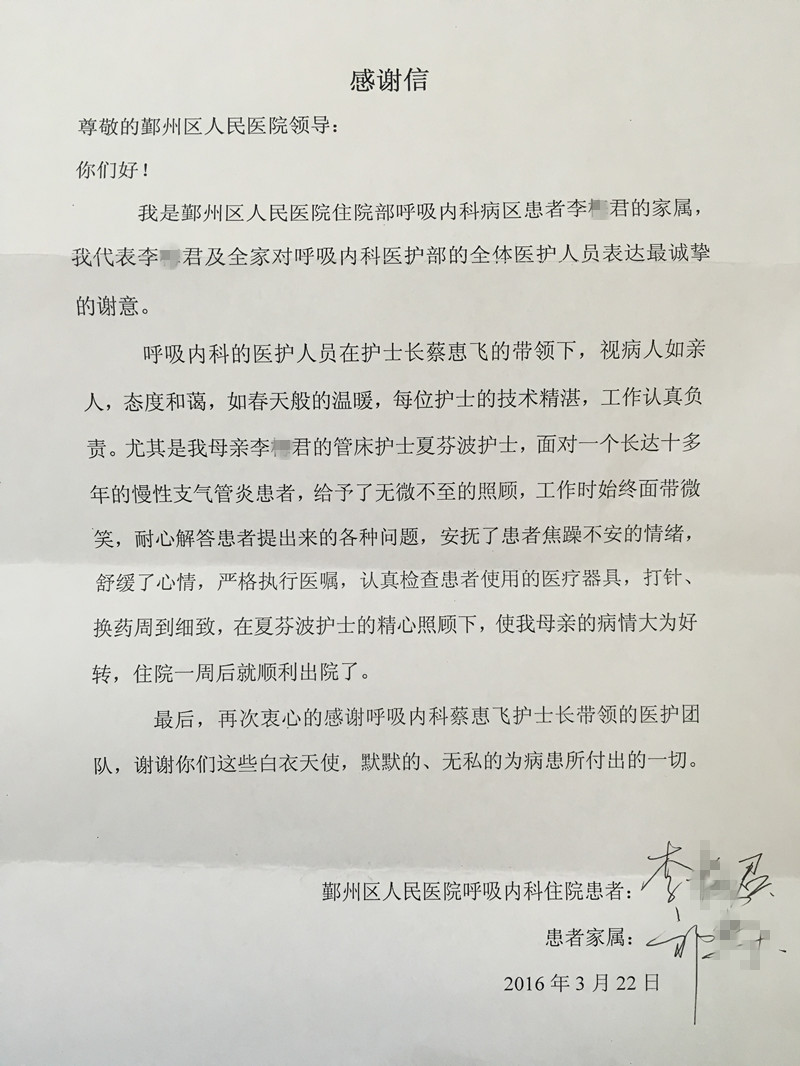 感谢信
尊敬的鄞州区人民医院领导：
你们好！
我是鄞州区人民医院住院部呼吸内科病区患者李君的家属，
我代表李君及全家对呼吸内科医护部的全体医护人员表达最诚挚
的谢意。
呼吸内科的医护人员在护士长蔡惠飞的带领下，视病人如亲
人，态度和蔼，如春天般的温暖，每位护士的技术精湛，工作认真负
责。尤其是我母亲李君的管床护士夏芬波护士，面对一个长达十多
年的慢性支气管炎患者，给予了无微不至的照顾，工作时始终面带微
笑，耐心解答患者提出来的各种问题，安抚了患者焦躁不安的情绪，
舒缓了心情，严格执行医嘱，认真检查患者使用的医疗器具，打针、
换药周到细致，在夏芬波护士的精心照顾下，使我母亲的病情大为好
转，住院一周后就顺利出院了。
最后，再次衷心的感谢呼吸内科蔡惠飞护士长带领的医护团
队，谢谢你们这些白衣天使，默默的、无私的为病患所付出的一切。
鄞州区人民医院呼吸内科住院患者：李君
患者家属：
2016 年 3 月 22 日